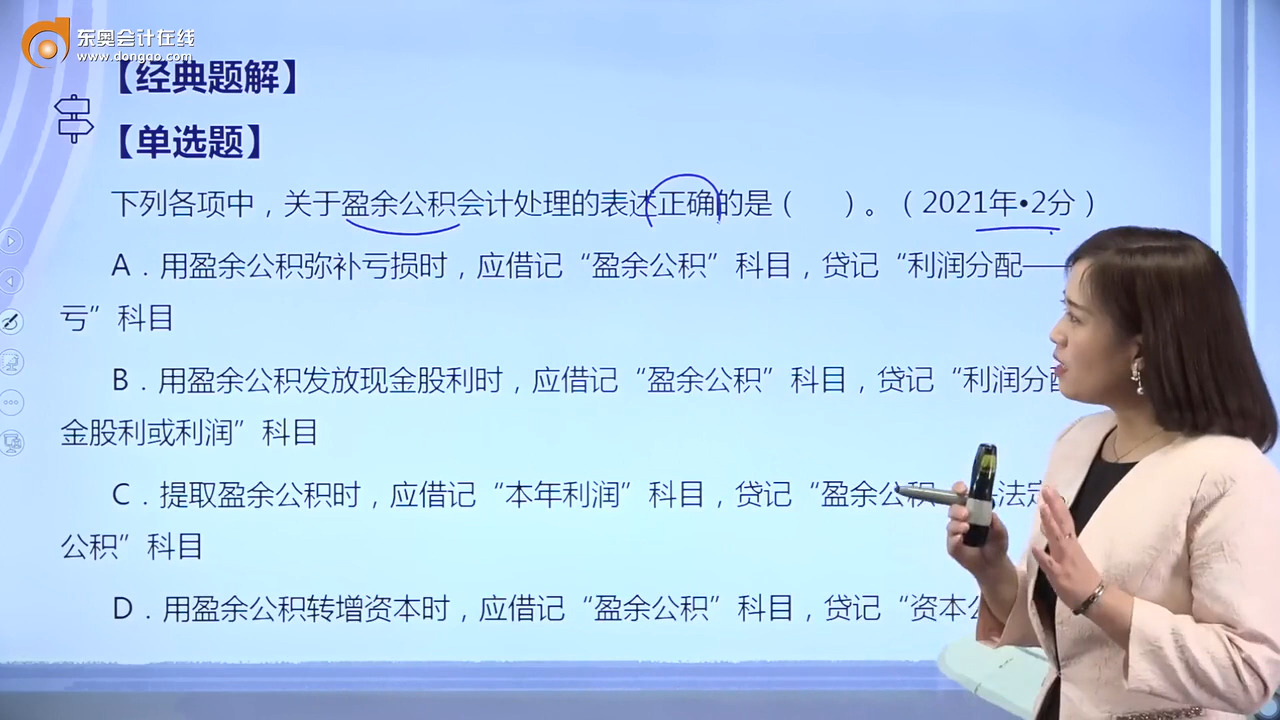 东奥会计在线
www.dongao.com
【经典题解】
【单选题】
下列各项中，关于盈余公积会计处理的表述正确的是（ ）。（2021年•2分）
A．用盈余公积弥补亏损时，应借记“盈余公积”科目，贷记“利润分配——
亏”科目
B．用盈余公积发放现金股利时，应借记“盈余公积”科目，贷记“利润分配
金股利或利润”科目
C．提取盈余公积时，应借记“本年利润”科目，贷记“盈余公积 法定
公积”科目
D．用盈余公积转增资本时，应借记“盈余公积”科目，贷记“资本公